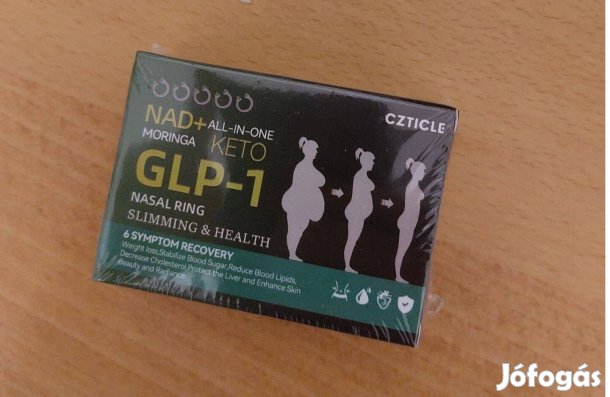 CZTICLE
NAD+ ALL-IN-ONE
MORINGA KETO
GLP-1
NASAL RING
SLIMMING & HEALTH
6 SYMPTOM RECOVERY
Weight loss,Stabilize Blood Sugar,Reduce Blood Lipids,
Decrease Cholesterol,Protect the Liver and Enhance Skin
Beauty and Radiance.
Jófogás